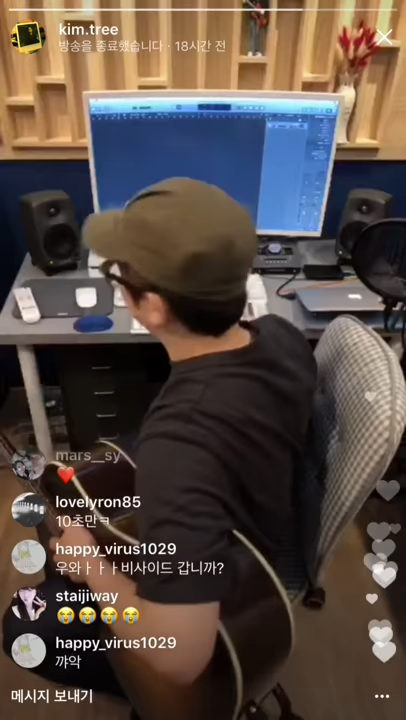 kim.tree
방송을 종료했습니다 · 18시간 전
mars__sy
❤️
lovelyron85
10초만ㅋ
happy_virus1029
우와ㅏㅏㅏ비사이드 갑니까?
staijiway
😭😭😭😭
happy_virus1029
꺄악
메시지 보내기